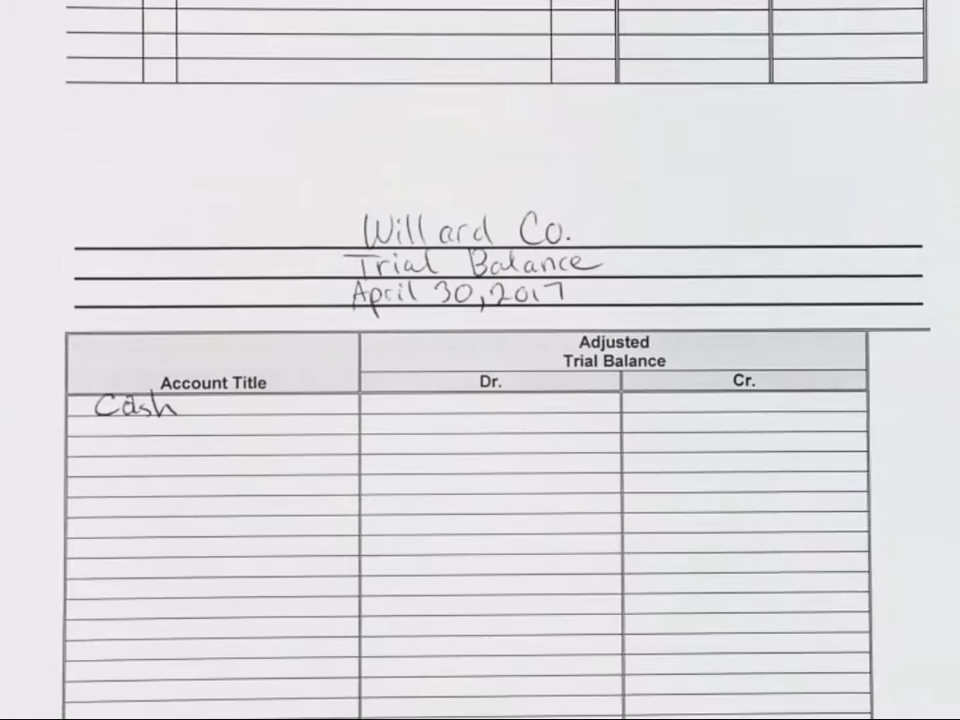 Willard Co.
Trial Balance
April 30, 2017
Adjusted
Trial Balance
Account Title
Dr.
Cr.
Cash